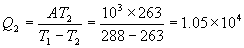 Q₂ = AT₂ / (T₁ − T₂) = 10³ × 263 / (288 − 263) = 1.05 × 10⁴